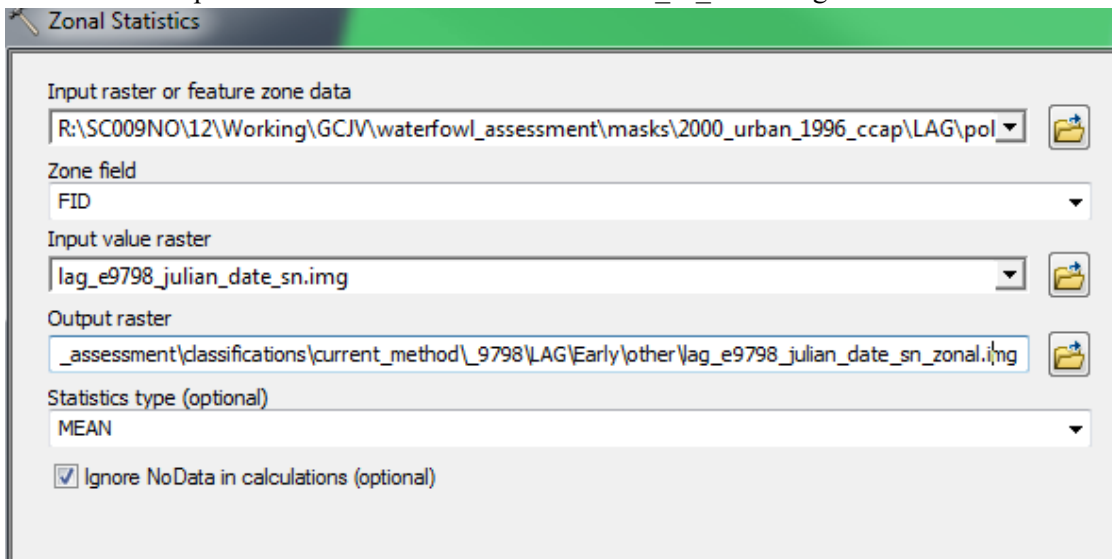 Zonal Statistics
Input raster or feature zone data
R:\SC009NO\12\Working\GCJV\waterfowl_assessment\masks\2000_urban_1996_ccap\LAG\pol
Zone field
FID
Input value raster
lag_e9798_julian_date_sn.img
Output raster
_assessment\classifications\current_method\_9798\LAG\Early\other\lag_e9798_julian_date_sn_zonal.img
Statistics type (optional)
MEAN
Ignore NoData in calculations (optional)